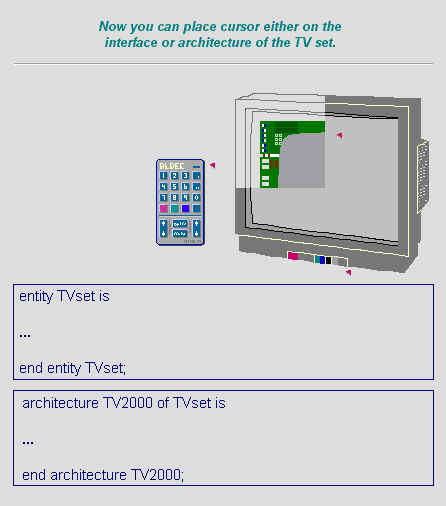 Now you can place cursor either on the
interface or architecture of the TV set.
ALDEC
1 2 3
4 5 6
7 8 9 0
entity TVset is
...
end entity TVset;
architecture TV2000 of TVset is
...
end architecture TV2000;